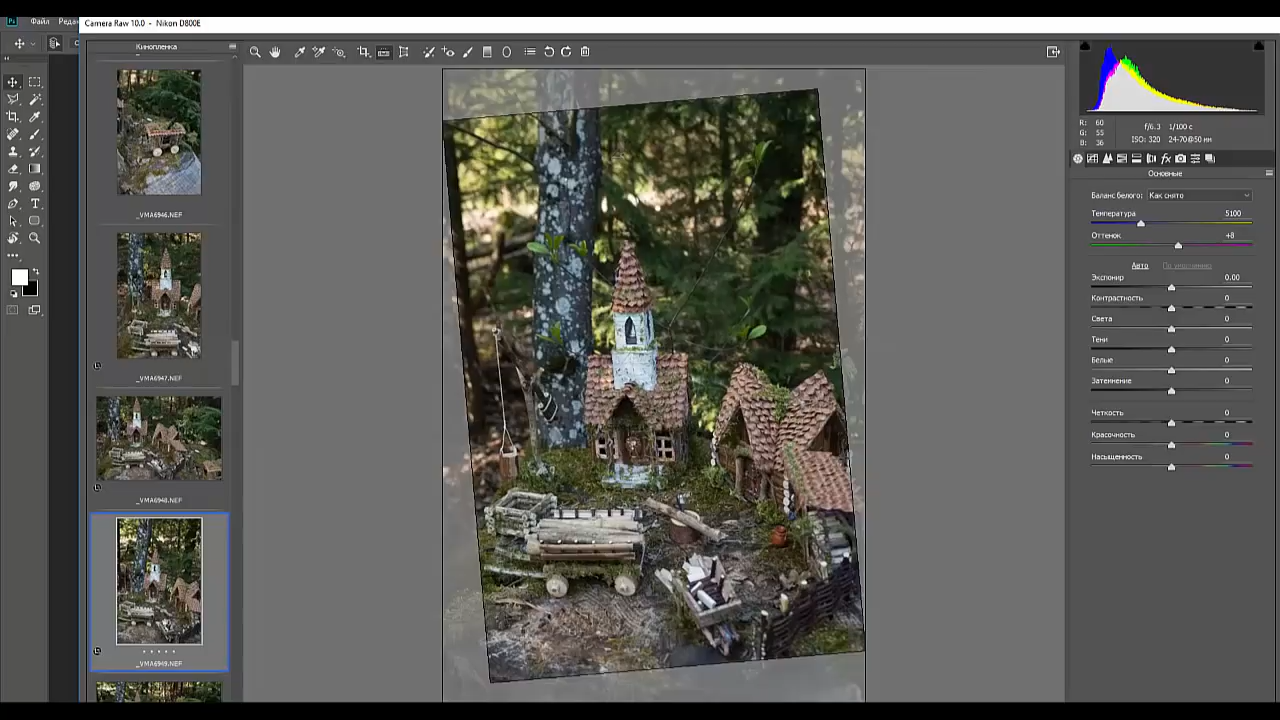 Camera Raw 10.0 - Nikon D800E
Ps
Файл
Реда
Кинопленка
_VMA6946.NEF
_VMA6947.NEF
_VMA6948.NEF
_VMA6949.NEF
R: 60
G: 55
B: 36
f/6.3 1/100 с
ISO: 320 24-70@50 мм
Основные
Баланс белого: Как снято
Температура 5100
Оттенок +8
Авто По умолчанию
Экспонир 0.00
Контрастность 0
Света 0
Тени 0
Белые 0
Затемнение 0
Четкость 0
Красочность 0
Насыщенность 0